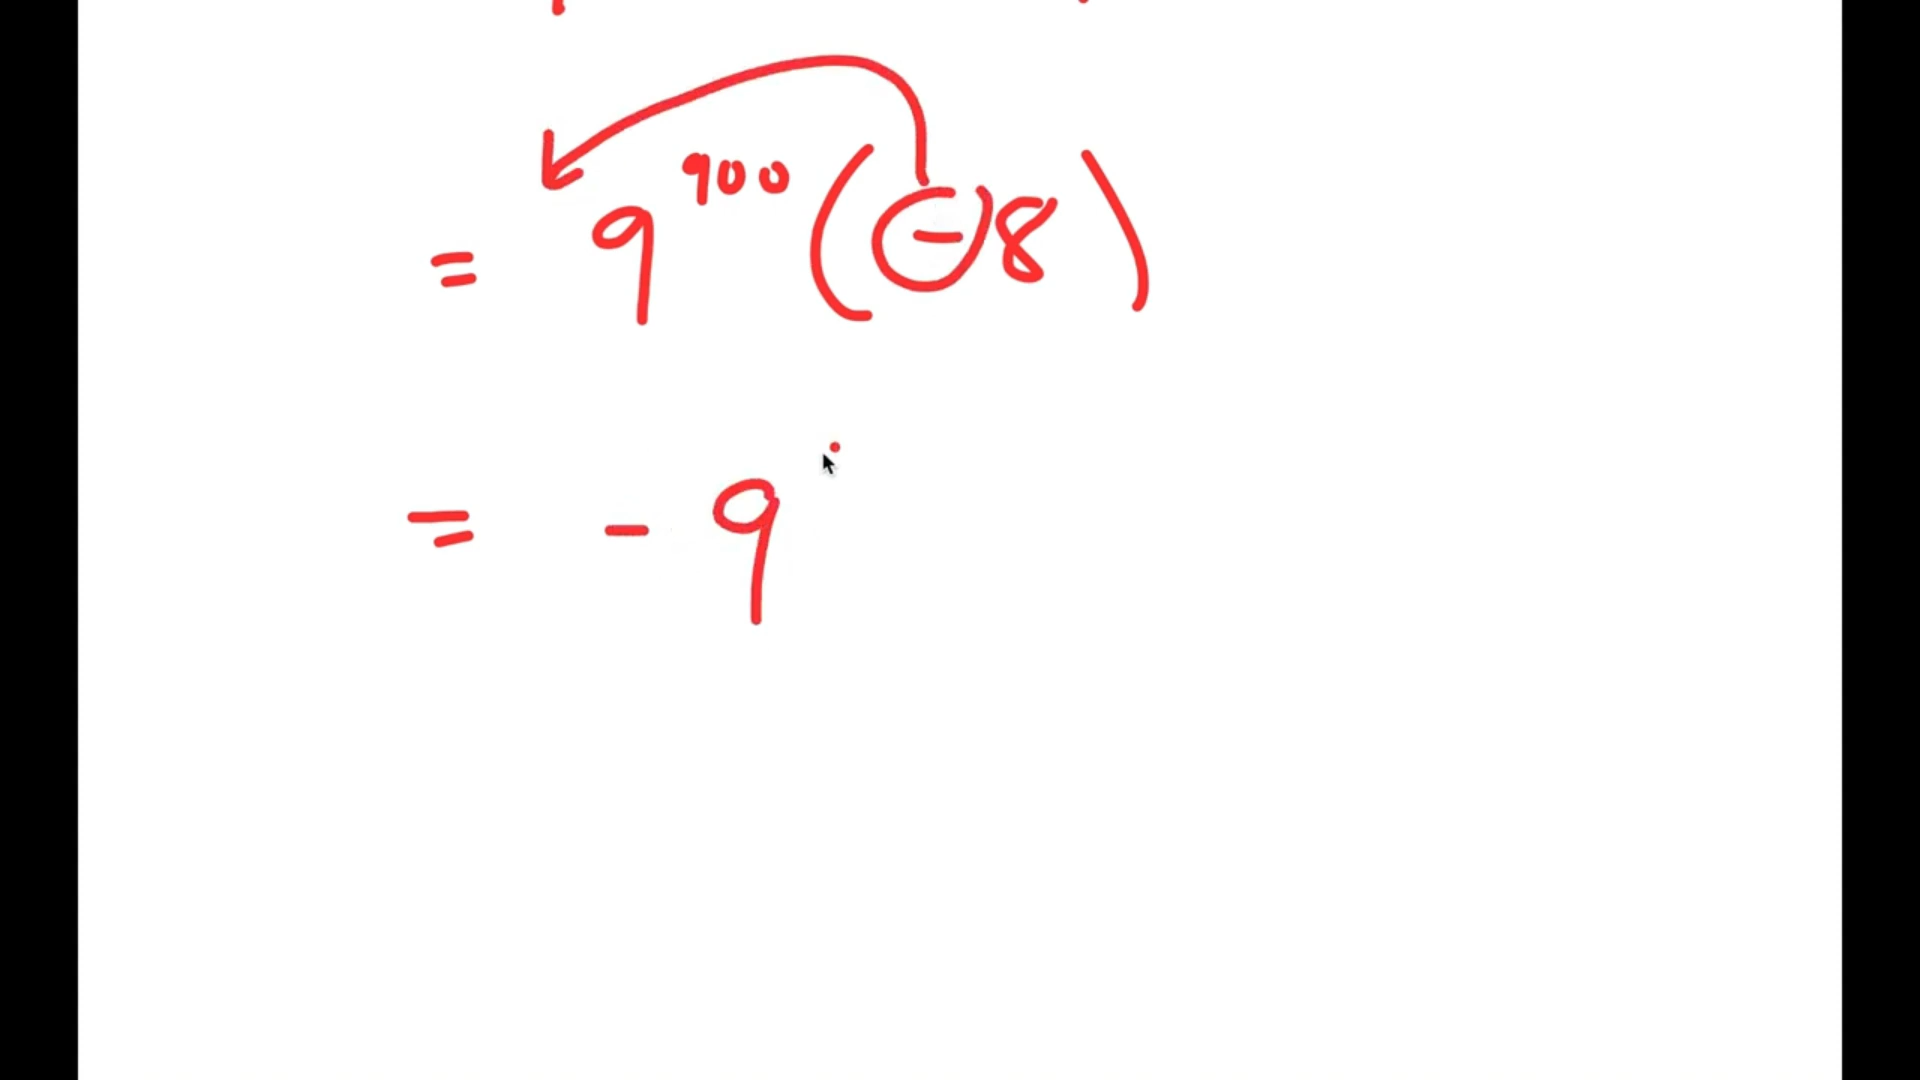 = 9^900 (-8)
= - 9